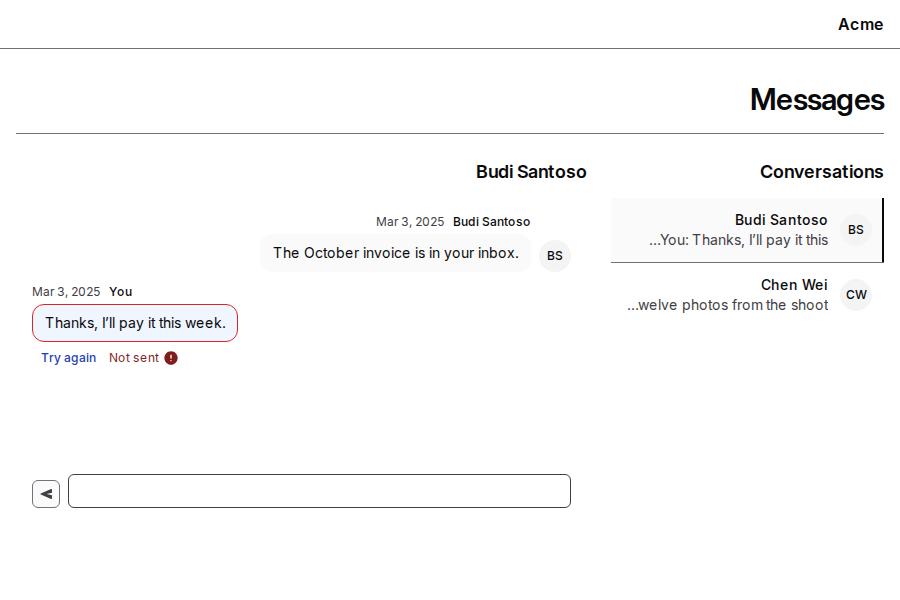 Acme
Messages
Conversations
BS
Budi Santoso
...You: Thanks, I’ll pay it this
CW
Chen Wei
...welve photos from the shoot
Budi Santoso
Budi Santoso Mar 3, 2025
BS
The October invoice is in your inbox.
You Mar 3, 2025
Thanks, I’ll pay it this week.
Not sent Try again